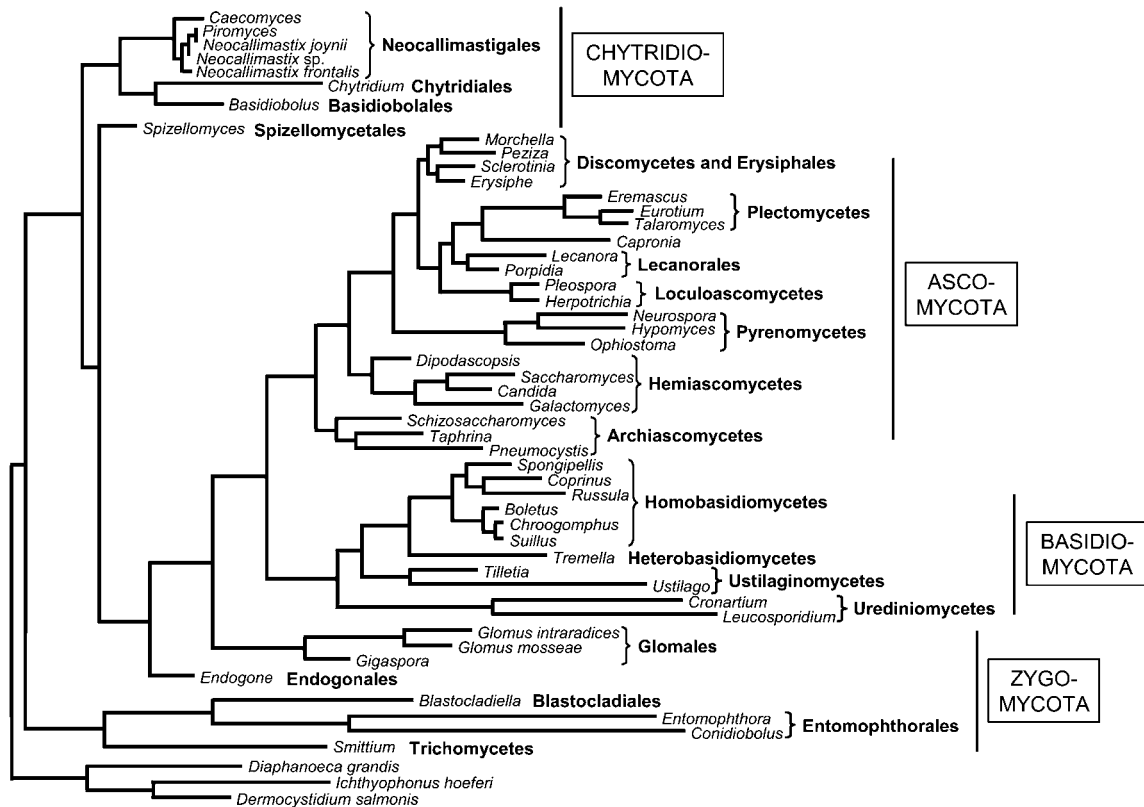 Caecomyces
Piromyces
Neocallimastix joynii
Neocallimastix sp.
Neocallimastix frontalis
Neocallimastigales
Chytridium Chytridiales
Basidiobolus Basidiobolales
CHYTRIDIO-
MYCOTA
Spizellomyces Spizellomycetales
Morchella
Peziza
Sclerotinia
Erysiphe
Discomycetes and Erysiphales
Eremascus
Eurotium
Talaromyces
Plectomycetes
Capronia
Lecanora
Porpidia
Lecanorales
Pleospora
Herpotrichia
Loculoascomycetes
Neurospora
Hypomyces
Ophiostoma
Pyrenomycetes
Dipodascopsis
Saccharomyces
Candida
Galactomyces
Hemiascomycetes
Schizosaccharomyces
Taphrina
Pneumocystis
Archiascomycetes
ASCO-
MYCOTA
Spongipellis
Coprinus
Russula
Boletus
Chroogomphus
Suillus
Homobasidiomycetes
Tremella Heterobasidiomycetes
Tilletia
Ustilago
Ustilaginomycetes
Cronartium
Leucosporidium
Urediniomycetes
BASIDIO-
MYCOTA
Glomus intraradices
Glomus mosseae
Gigaspora
Glomales
Endogone Endogonales
Blastocladiella Blastocladiales
Entomophthora
Conidiobolus
Entomophthorales
Smittium Trichomycetes
ZYGO-
MYCOTA
Diaphanoeca grandis
Ichthyophonus hoeferi
Dermocystidium salmonis